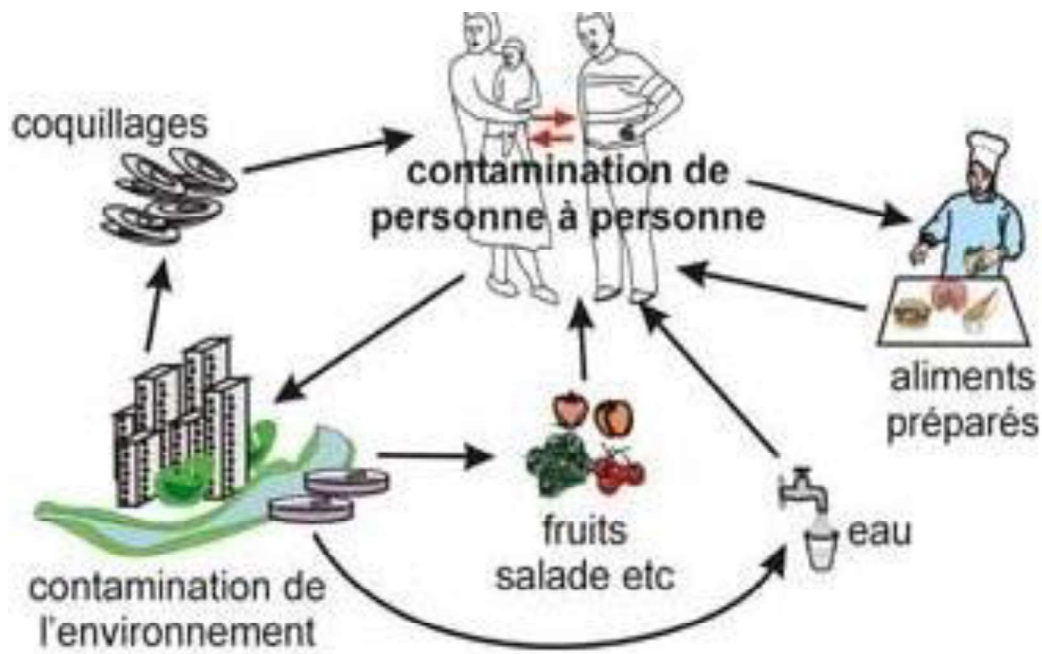 coquillages
contamination de
personne à personne
aliments
préparés
fruits
salade etc
eau
contamination de
l'environnement